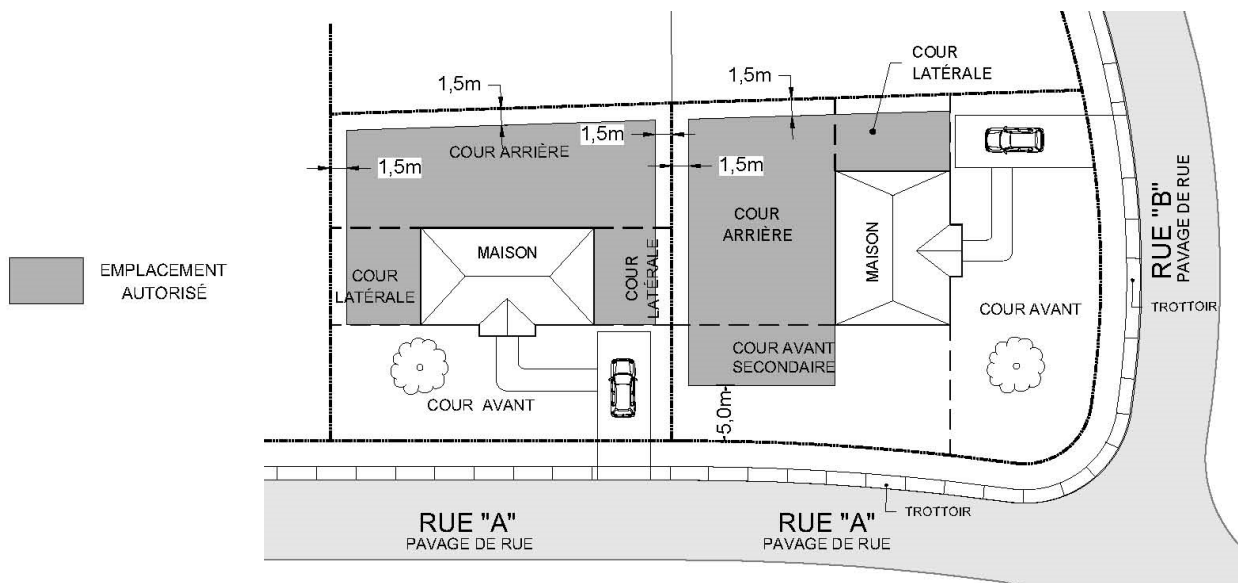 COUR
LATÉRALE
1,5m
1,5m
COUR ARRIÈRE
1,5m
1,5m
1,5m
COUR
ARRIÈRE
MAISON
MAISON
COUR
LATÉRALE
COUR
LATÉRALE
EMPLACEMENT
AUTORISÉ
RUE "B"
PAVAGE DE RUE
TROTTOIR
COUR AVANT
COUR AVANT
SECONDAIRE
COUR AVANT
5,0m
TROTTOIR
RUE "A"
PAVAGE DE RUE
RUE "A"
PAVAGE DE RUE